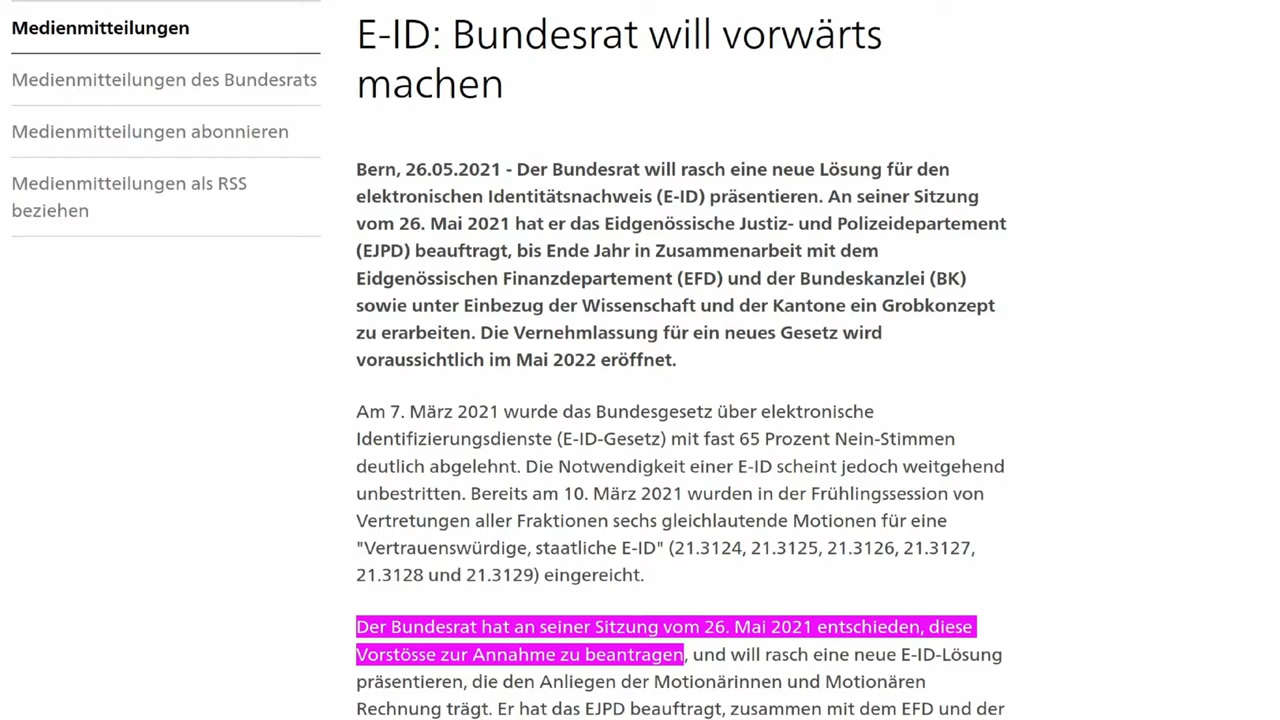 Medienmitteilungen
Medienmitteilungen des Bundesrats
Medienmitteilungen abonnieren
Medienmitteilungen als RSS
beziehen
E-ID: Bundesrat will vorwärts
machen
Bern, 26.05.2021 - Der Bundesrat will rasch eine neue Lösung für den
elektronischen Identitätsnachweis (E-ID) präsentieren. An seiner Sitzung
vom 26. Mai 2021 hat er das Eidgenössische Justiz- und Polizeidepartement
(EJPD) beauftragt, bis Ende Jahr in Zusammenarbeit mit dem
Eidgenössischen Finanzdepartement (EFD) und der Bundeskanzlei (BK)
sowie unter Einbezug der Wissenschaft und der Kantone ein Grobkonzept
zu erarbeiten. Die Vernehmlassung für ein neues Gesetz wird
voraussichtlich im Mai 2022 eröffnet.
Am 7. März 2021 wurde das Bundesgesetz über elektronische
Identifizierungsdienste (E-ID-Gesetz) mit fast 65 Prozent Nein-Stimmen
deutlich abgelehnt. Die Notwendigkeit einer E-ID scheint jedoch weitgehend
unbestritten. Bereits am 10. März 2021 wurden in der Frühlingssession von
Vertretungen aller Fraktionen sechs gleichlautende Motionen für eine
"Vertrauenswürdige, staatliche E-ID" (21.3124, 21.3125, 21.3126, 21.3127,
21.3128 und 21.3129) eingereicht.
Der Bundesrat hat an seiner Sitzung vom 26. Mai 2021 entschieden, diese
Vorstösse zur Annahme zu beantragen, und will rasch eine neue E-ID-Lösung
präsentieren, die den Anliegen der Motionärinnen und Motionären
Rechnung trägt. Er hat das EJPD beauftragt, zusammen mit dem EFD und der